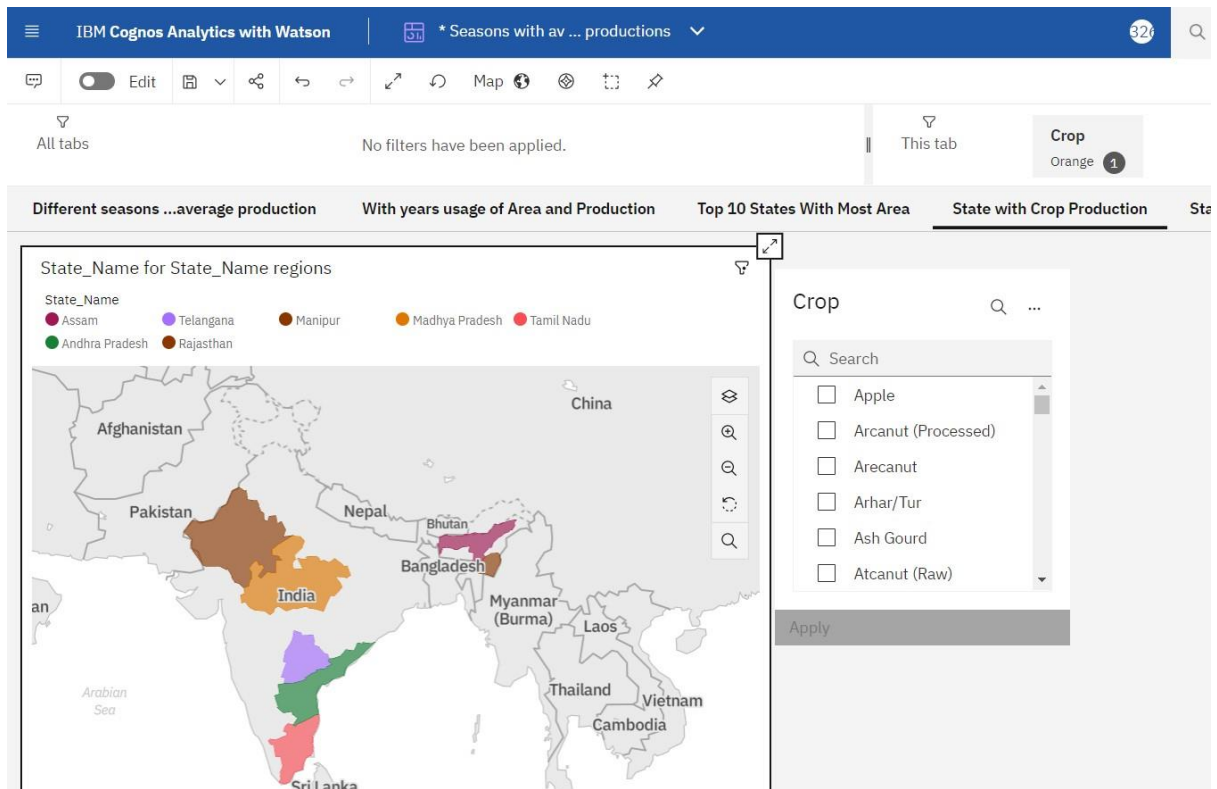 IBM Cognos Analytics with Watson
* Seasons with av ... productions
Edit
Map
All tabs
No filters have been applied.
This tab
Crop
Orange 1
Different seasons ...average production
With years usage of Area and Production
Top 10 States With Most Area
State with Crop Production
Sta
State_Name for State_Name regions
State_Name
Assam
Telangana
Manipur
Madhya Pradesh
Tamil Nadu
Andhra Pradesh
Rajasthan
China
Afghanistan
Pakistan
Nepal
Bhutan
Bangladesh
India
an
Myanmar
(Burma)
Laos
Arabian
Sea
Thailand
Vietnam
Cambodia
Sri Lanka
Crop
...
Search
Apple
Arcanut (Processed)
Arecanut
Arhar/Tur
Ash Gourd
Atcanut (Raw)
Apply